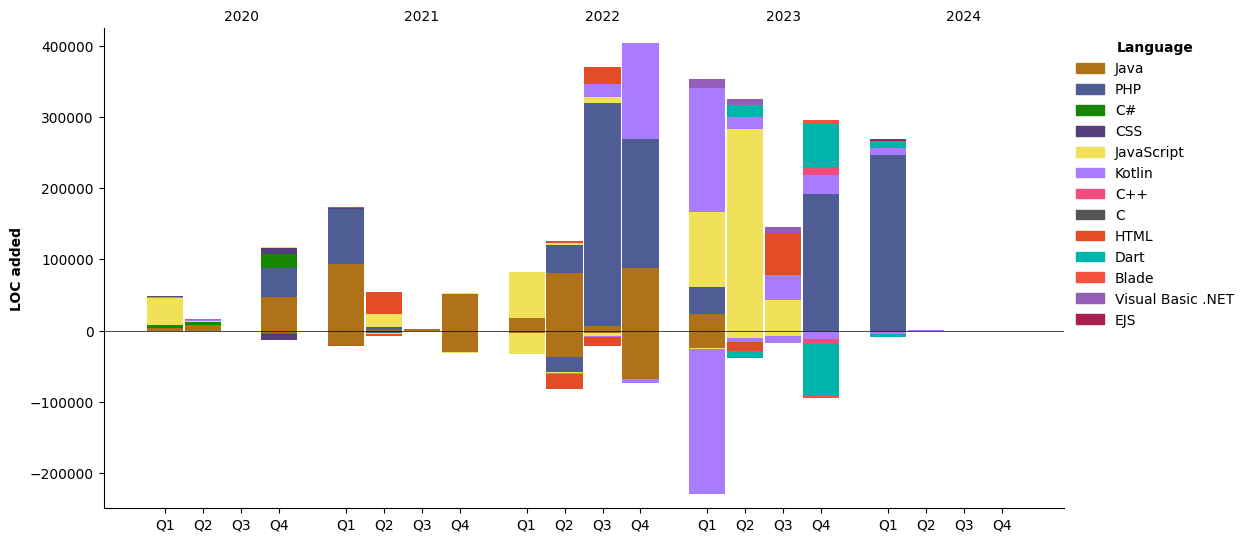 2020 2021 2022 2023 2024
LOC added
400000
300000
200000
100000
0
−100000
−200000
Q1 Q2 Q3 Q4 Q1 Q2 Q3 Q4 Q1 Q2 Q3 Q4 Q1 Q2 Q3 Q4 Q1 Q2 Q3 Q4
Language
Java
PHP
C#
CSS
JavaScript
Kotlin
C++
C
HTML
Dart
Blade
Visual Basic .NET
EJS